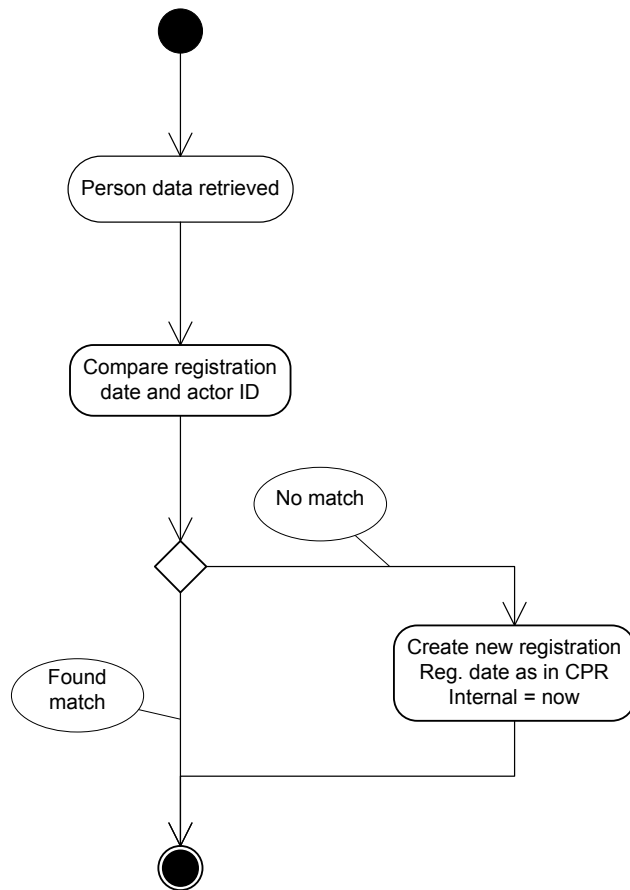 Person data retrieved
Compare registration
date and actor ID
No match
Create new registration
Reg. date as in CPR
Internal = now
Found
match